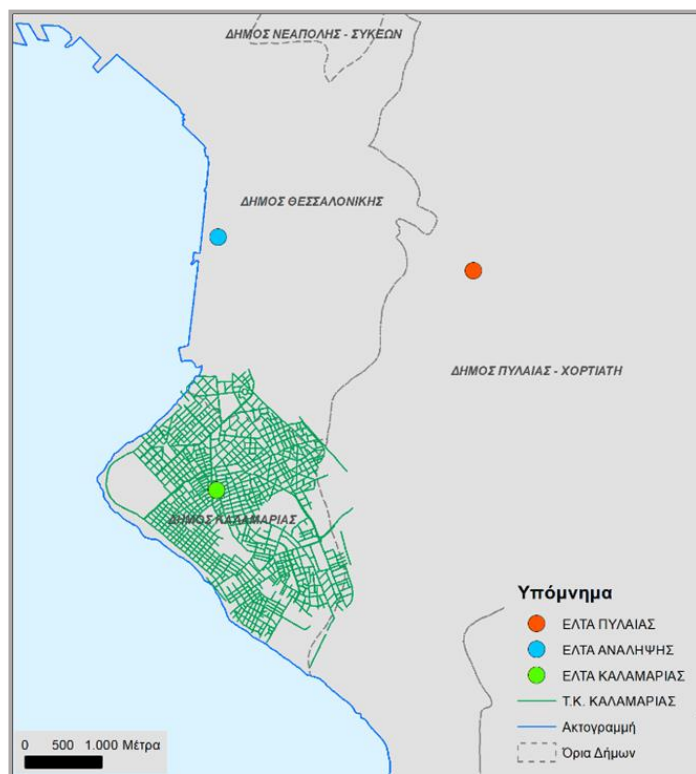 ΔΗΜΟΣ ΝΕΑΠΟΛΗΣ - ΣΥΚΕΩΝ
ΔΗΜΟΣ ΘΕΣΣΑΛΟΝΙΚΗΣ
ΔΗΜΟΣ ΠΥΛΑΙΑΣ - ΧΟΡΤΙΑΤΗ
ΔΗΜΟΣ ΚΑΛΑΜΑΡΙΑΣ
Υπόμνημα
ΕΛΤΑ ΠΥΛΑΙΑΣ
ΕΛΤΑ ΑΝΑΛΗΨΗΣ
ΕΛΤΑ ΚΑΛΑΜΑΡΙΑΣ
Τ.Κ. ΚΑΛΑΜΑΡΙΑΣ
Ακτογραμμή
Όρια Δήμων
0 500 1.000 Μέτρα